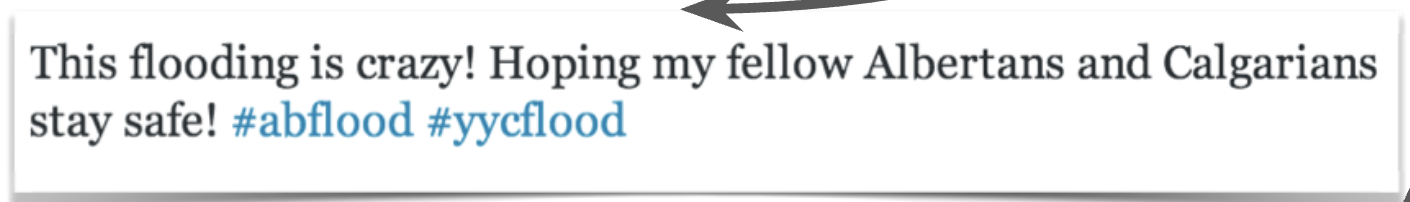 This flooding is crazy! Hoping my fellow Albertans and Calgarians
stay safe! #abflood #yycflood